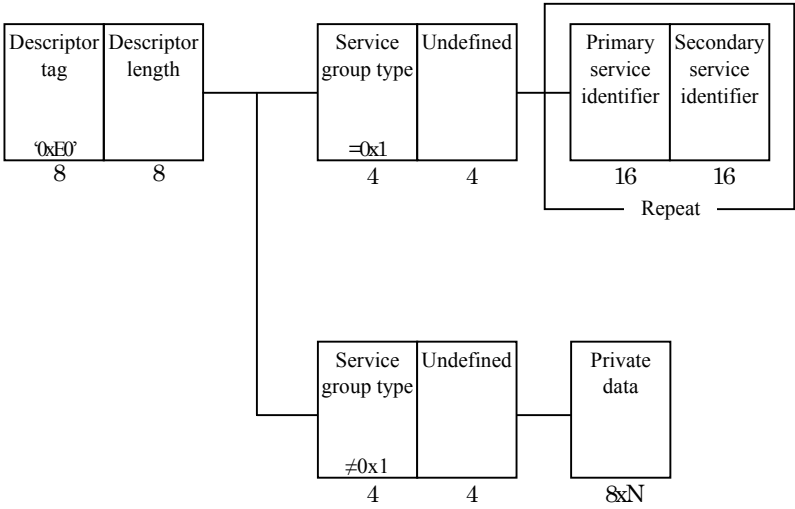 Descriptor tag
‘0xE0’
8
Descriptor length
8
Service group type
=0x1
4
Undefined
4
Primary service identifier
16
Secondary service identifier
16
Repeat
Service group type
≠0x1
4
Undefined
4
Private data
8xN